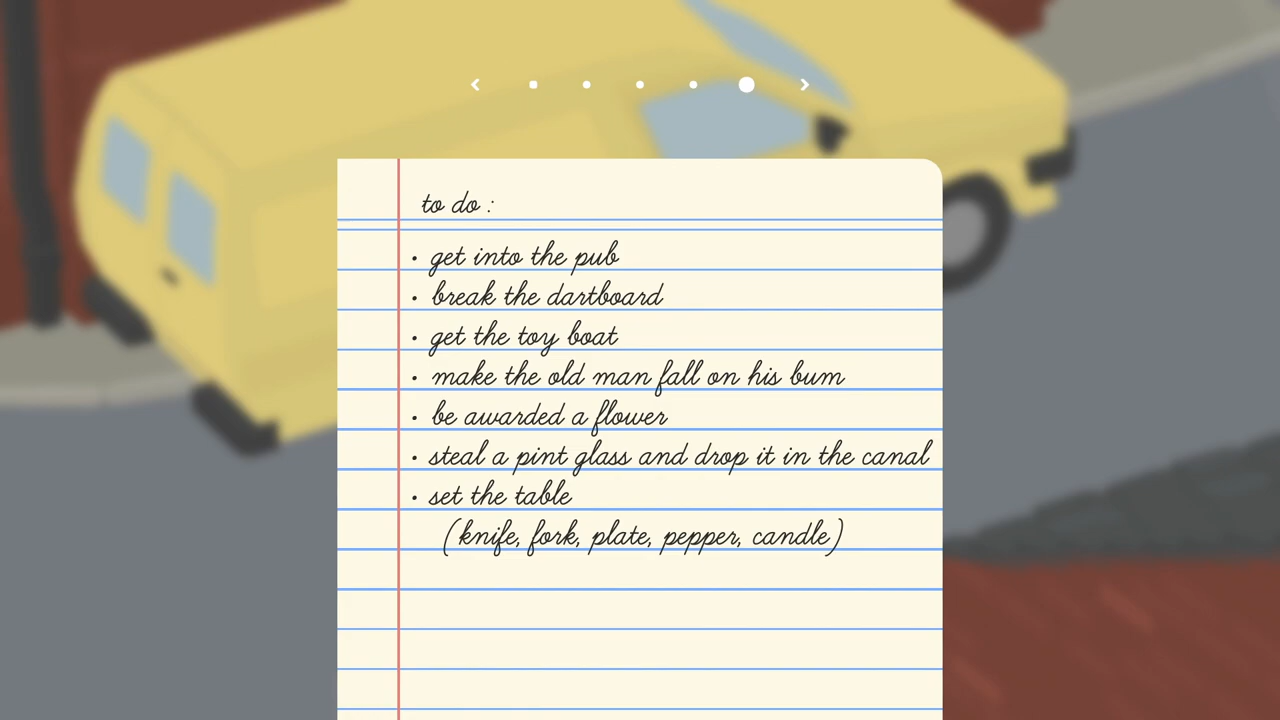 to do :
• get into the pub
• break the dartboard
• get the toy boat
• make the old man fall on his bum
• be awarded a flower
• steal a pint glass and drop it in the canal
• set the table
(knife, fork, plate, pepper, candle)